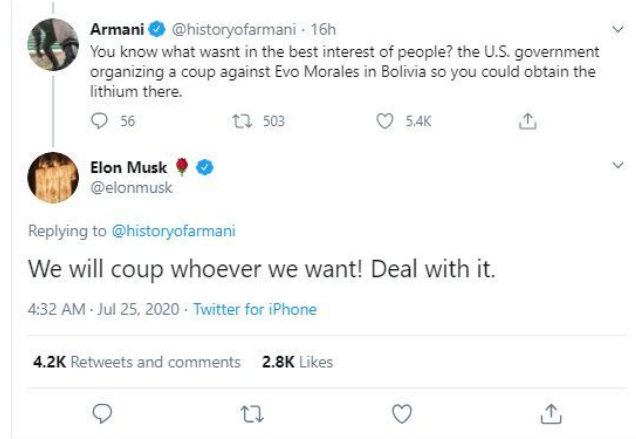 Armani @historyofarmani · 16h
You know what wasnt in the best interest of people? the U.S. government
organizing a coup against Evo Morales in Bolivia so you could obtain the
lithium there.
56 503 5.4K
Elon Musk 🌹
@elonmusk
Replying to @historyofarmani
We will coup whoever we want! Deal with it.
4:32 AM · Jul 25, 2020 · Twitter for iPhone
4.2K Retweets and comments 2.8K Likes